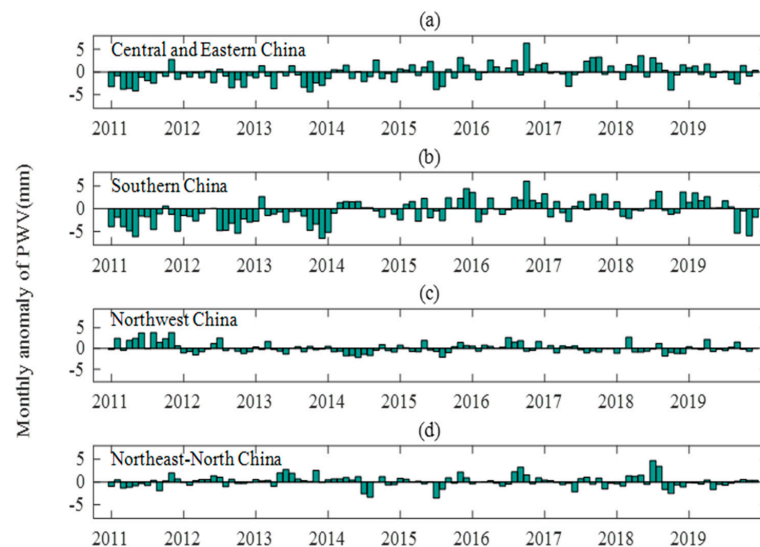 (a)
Central and Eastern China
5
0
-5
2011 2012 2013 2014 2015 2016 2017 2018 2019
(b)
Southern China
5
0
-5
2011 2012 2013 2014 2015 2016 2017 2018 2019
(c)
Northwest China
5
0
-5
2011 2012 2013 2014 2015 2016 2017 2018 2019
(d)
Northeast-North China
5
0
-5
2011 2012 2013 2014 2015 2016 2017 2018 2019
Monthly anomaly of PWV(mm)